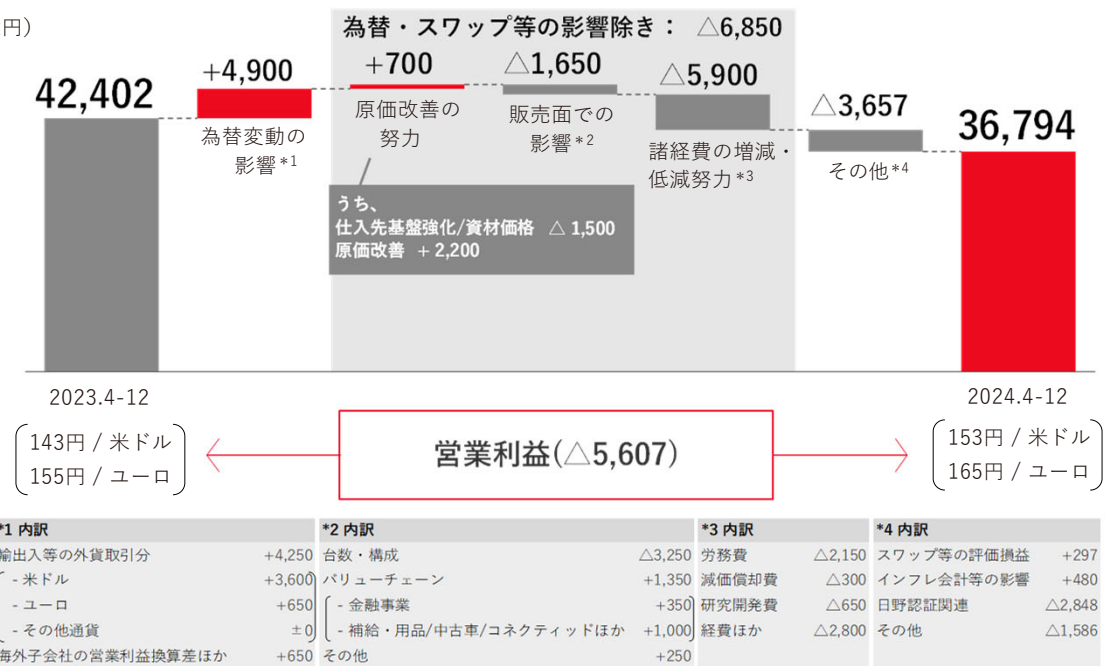 円)
為替・スワップ等の影響除き： △6,850
42,402
+4,900
為替変動の
影響*1
+700
原価改善の
努力
△1,650
販売面での
影響*2
△5,900
諸経費の増減・
低減努力*3
△3,657
その他*4
36,794
うち、
仕入先基盤強化/資材価格 △ 1,500
原価改善 + 2,200
2023.4-12
143円 / 米ドル
155円 / ユーロ
営業利益(△5,607)
2024.4-12
153円 / 米ドル
165円 / ユーロ
*1 内訳
輸出入等の外貨取引分 +4,250
- 米ドル +3,600
- ユーロ +650
- その他通貨 ±0
海外子会社の営業利益換算差ほか +650
*2 内訳
台数・構成 △3,250
バリューチェーン +1,350
- 金融事業 +350
- 補給・用品/中古車/コネクティッドほか +1,000
その他 +250
*3 内訳
労務費 △2,150
減価償却費 △300
研究開発費 △650
経費ほか △2,800
*4 内訳
スワップ等の評価損益 +297
インフレ会計等の影響 +480
日野認証関連 △2,848
その他 △1,586